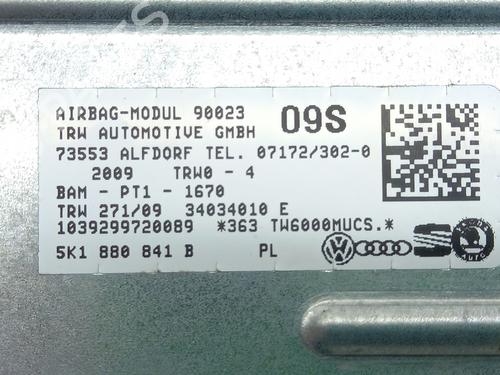 AIRBAG-MODUL 90023 09S
TRW AUTOMOTIVE GMBH
73553 ALFDORF TEL. 07172/302-0
2009 TRW0 - 4
BAM - PT1 - 1670
TRW 271/09 34034010 E
1039299720089 *363 TW6000MUCS.*
5K1 880 841 B PL